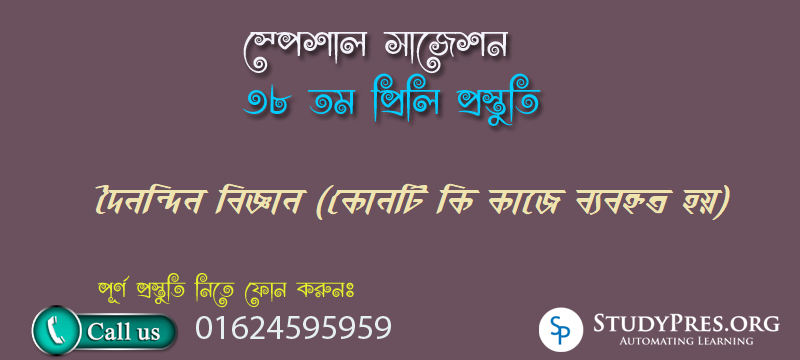 স্পেশাল সাজেশন
৩৮ তম প্রিলি প্রস্তুতি
দৈনন্দিন বিজ্ঞান (কোনটি কি কাজে ব্যবহৃত হয়)
পূর্ণ প্রস্তুতি নিতে ফোন করুনঃ
Call us 01624595959
SP STUDYPRES.ORG
AUTOMATING LEARNING